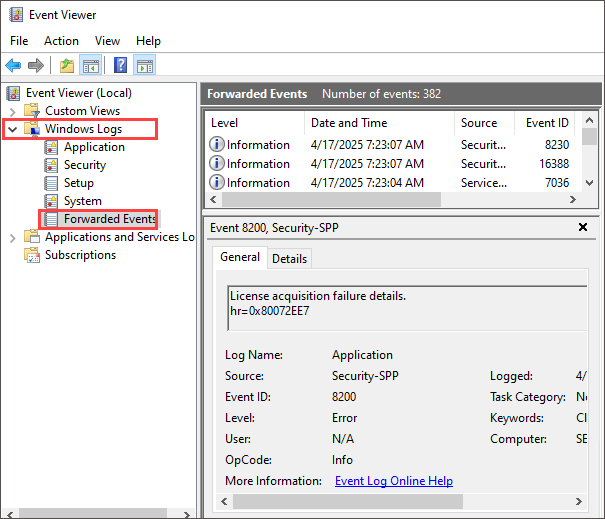 Event Viewer
File Action View Help
Event Viewer (Local)
Custom Views
Windows Logs
Application
Security
Setup
System
Forwarded Events
Applications and Services Lo
Subscriptions
Forwarded Events Number of events: 382
Level Date and Time Source Event ID
Information 4/17/2025 7:23:07 AM Securit... 8230
Information 4/17/2025 7:23:07 AM Securit... 16388
Information 4/17/2025 7:23:04 AM Service... 7036
Event 8200, Security-SPP
General Details
License acquisition failure details.
hr=0x80072EE7
Log Name: Application
Source: Security-SPP Logged: 4/
Event ID: 8200 Task Category: No
Level: Error Keywords: Cl
User: N/A Computer: SE
OpCode: Info
More Information: Event Log Online Help